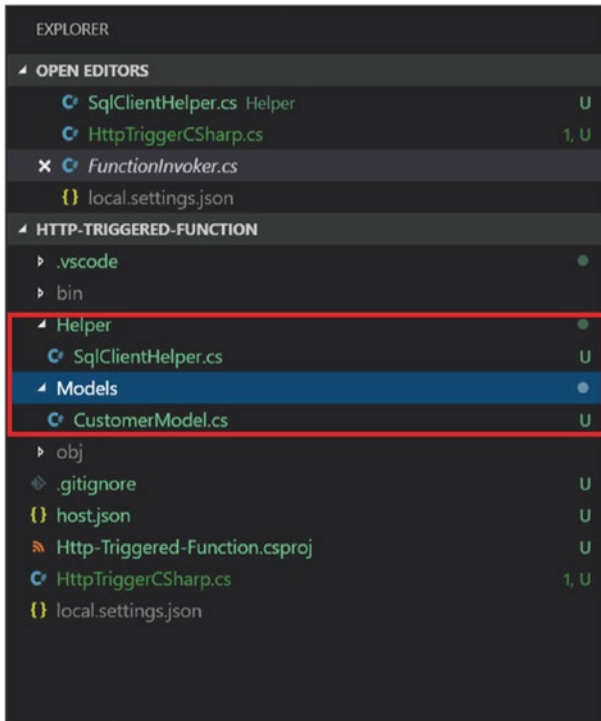 EXPLORER
OPEN EDITORS
C# SqlClientHelper.cs Helper U
C# HttpTriggerCSharp.cs 1, U
C# FunctionInvoker.cs
{} local.settings.json
HTTP-TRIGGERED-FUNCTION
.vscode
bin
Helper
C# SqlClientHelper.cs U
Models
C# CustomerModel.cs U
obj
.gitignore U
{} host.json U
Http-Triggered-Function.csproj U
C# HttpTriggerCSharp.cs 1, U
{} local.settings.json